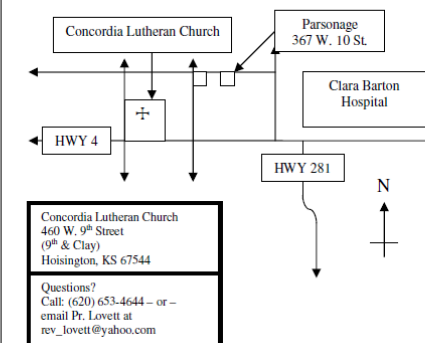 Concordia Lutheran Church
Parsonage
367 W. 10 St.
Clara Barton
Hospital
HWY 4
HWY 281
N
Concordia Lutheran Church
460 W. 9th Street
(9th & Clay)
Hoisington, KS 67544
Questions?
Call: (620) 653-4644 – or –
email Pr. Lovett at
rev_lovett@yahoo.com